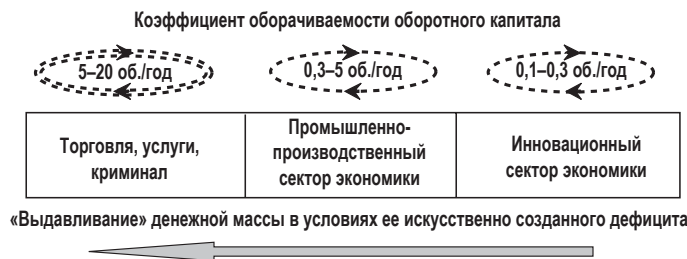 Коэффициент оборачиваемости оборотного капитала
5–20 об./год
0,3–5 об./год
0,1–0,3 об./год
Торговля, услуги,
криминал
Промышленно-
производственный
сектор экономики
Инновационный
сектор экономики
«Выдавливание» денежной массы в условиях ее искусственно созданного дефицита